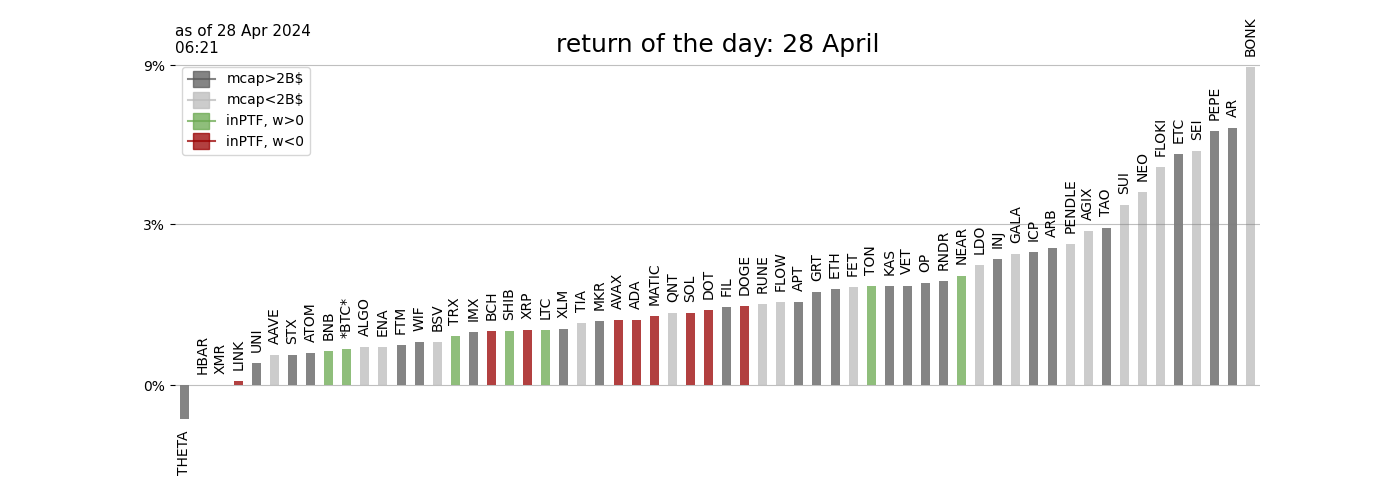 as of 28 Apr 2024
06:21
return of the day: 28 April
9%
3%
0%
mcap>2B$
mcap<2B$
inPTF, w>0
inPTF, w<0
THETA
HBAR
XMR
LINK
UNI
AAVE
STX
ATOM
BNB
*BTC*
ALGO
ENA
FTM
WIF
BSV
TRX
IMX
BCH
SHIB
XRP
LTC
XLM
TIA
MKR
AVAX
ADA
MATIC
QNT
SOL
DOT
FIL
DOGE
RUNE
FLOW
APT
GRT
ETH
FET
TON
KAS
VET
OP
RNDR
NEAR
LDO
INJ
GALA
ICP
ARB
PENDLE
AGIX
TAO
SUI
NEO
FLOKI
ETC
SEI
PEPE
AR
BONK